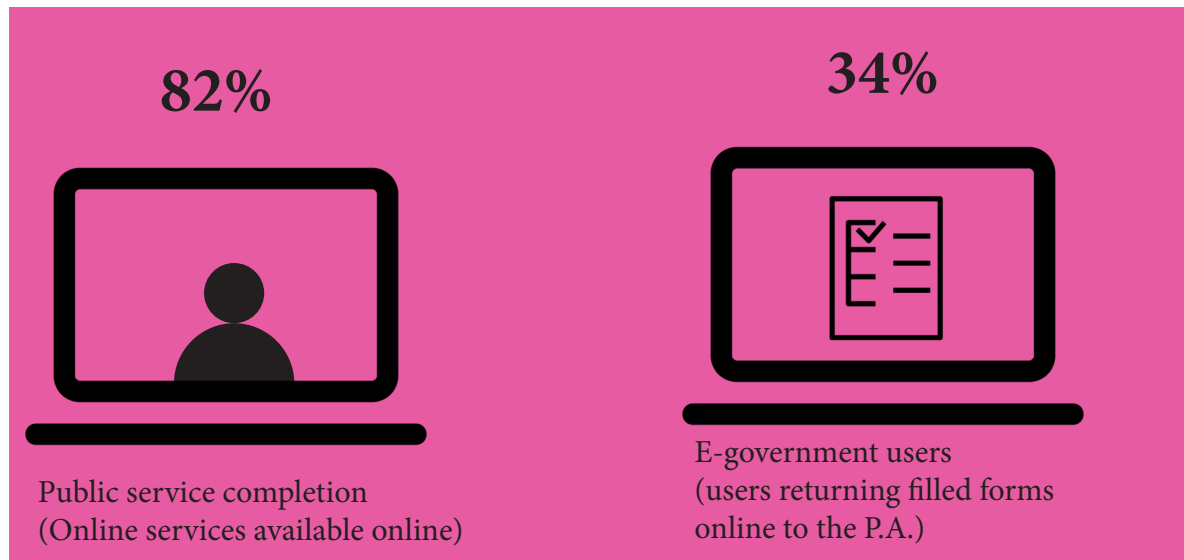 82%
Public service completion
(Online services available online)
34%
E-government users
(users returning filled forms
online to the P.A.)